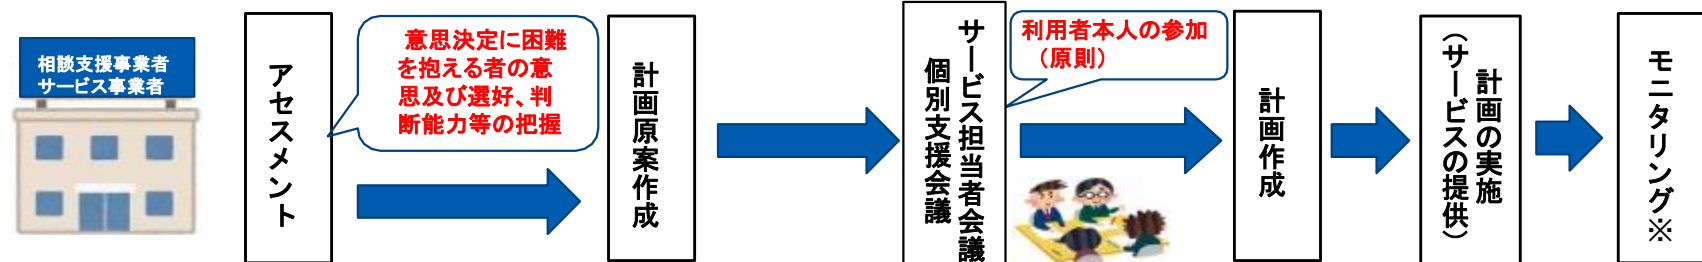 相談支援事業者
サービス事業者
アセスメント
意思決定に困難
を抱える者の意
思及び選好、判
断能力等の把握
計画原案作成
サービス担当者会議
個別支援会議
利用者本人の参加
（原則）
計画作成
計画の実施
（サービスの提供）
モニタリング※